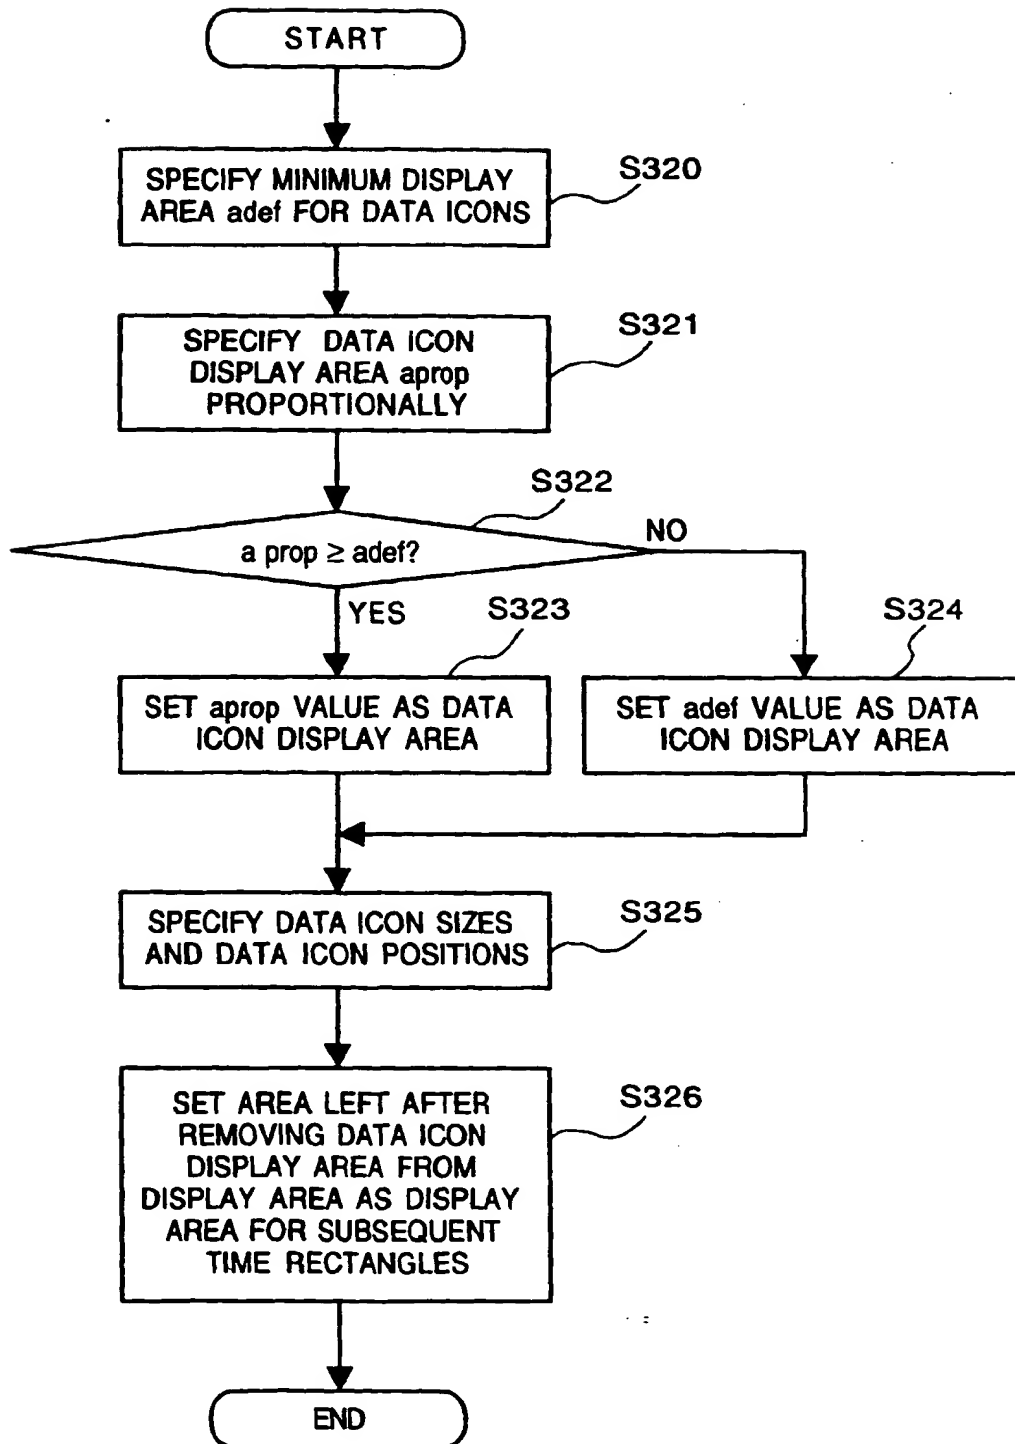 START
SPECIFY MINIMUM DISPLAY
AREA adef FOR DATA ICONS
S320
SPECIFY DATA ICON
DISPLAY AREA aprop
PROPORTIONALLY
S321
S322
a prop ≥ adef?
NO
YES
S323
S324
SET aprop VALUE AS DATA
ICON DISPLAY AREA
SET adef VALUE AS DATA
ICON DISPLAY AREA
SPECIFY DATA ICON SIZES
AND DATA ICON POSITIONS
S325
SET AREA LEFT AFTER
REMOVING DATA ICON
DISPLAY AREA FROM
DISPLAY AREA AS DISPLAY
AREA FOR SUBSEQUENT
TIME RECTANGLES
S326
END